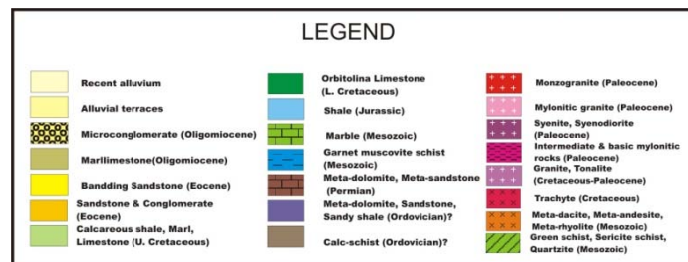 LEGEND
Recent alluvium
Alluvial terraces
Microconglomerate (Oligomiocene)
Marllimestone(Oligomiocene)
Bandding Sandstone (Eocene)
Sandstone & Conglomerate
(Eocene)
Calcareous shale, Marl,
Limestone (U. Cretaceous)
Orbitolina Limestone
(L. Cretaceous)
Shale (Jurassic)
Marble (Mesozoic)
Garnet muscovite schist
(Mesozoic)
Meta-dolomite, Meta-sandstone
(Permian)
Meta-dolomite, Sandstone,
Sandy shale (Ordovician)?
Calc-schist (Ordovician)?
Monzogranite (Paleocene)
Mylonitic granite (Paleocene)
Syenite, Syenodiorite
(Paleocene)
Intermediate & basic mylonitic
rocks (Paleocene)
Granite, Tonalite
(Cretaceous-Paleocene)
Trachyte (Cretaceous)
Meta-dacite, Meta-andesite,
Meta-rhyolite (Mesozoic)
Green schist, Sericite schist,
Quartzite (Mesozoic)